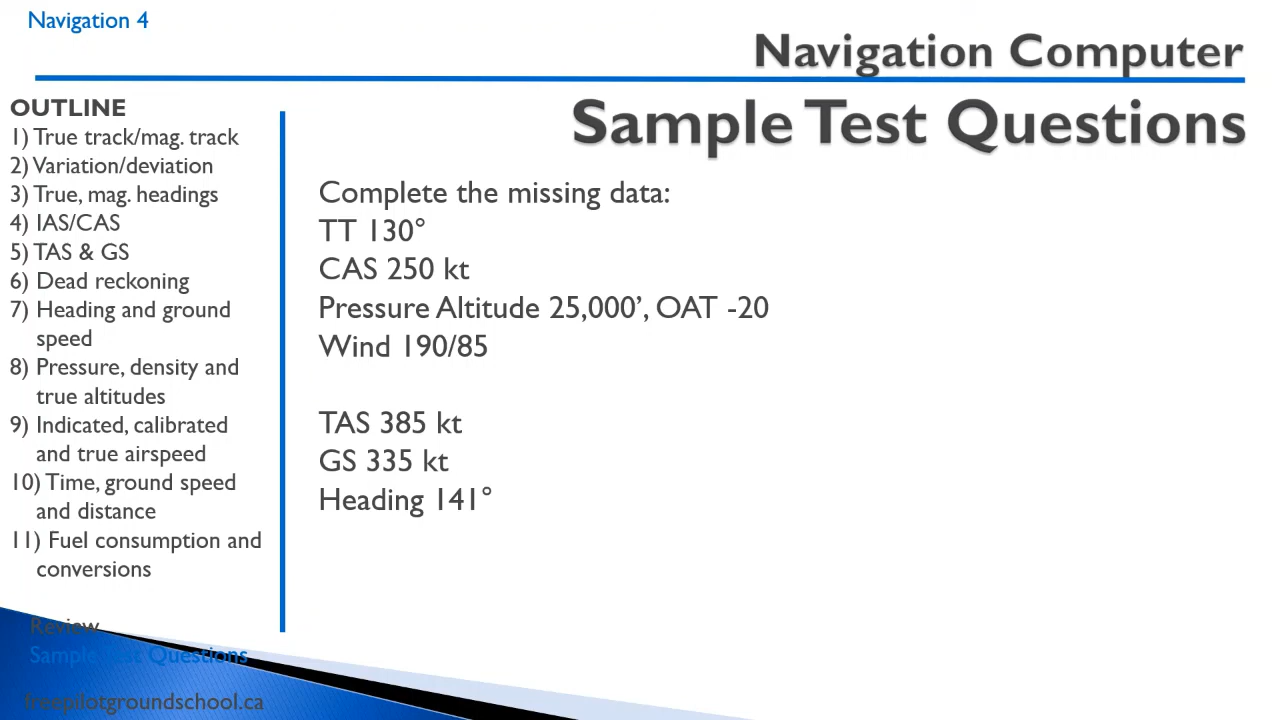 Navigation 4
Navigation Computer
Sample Test Questions
OUTLINE
1) True track/mag. track
2) Variation/deviation
3) True, mag. headings
4) IAS/CAS
5) TAS & GS
6) Dead reckoning
7) Heading and ground
speed
8) Pressure, density and
true altitudes
9) Indicated, calibrated
and true airspeed
10) Time, ground speed
and distance
11) Fuel consumption and
conversions
Review
Sample Test Questions
freepilotgroundschool.ca
Complete the missing data:
TT 130°
CAS 250 kt
Pressure Altitude 25,000’, OAT -20
Wind 190/85
TAS 385 kt
GS 335 kt
Heading 141°